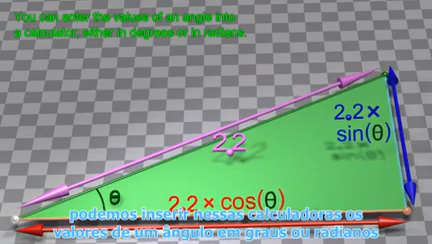 You can enter the values of an angle into
a calculator, either in degrees or in radians.
2.2
2.2×
sin(θ)
θ
2.2 × cos(θ)
podemos inserir nessas calculadoras os
valores de um ângulo em graus ou radianos